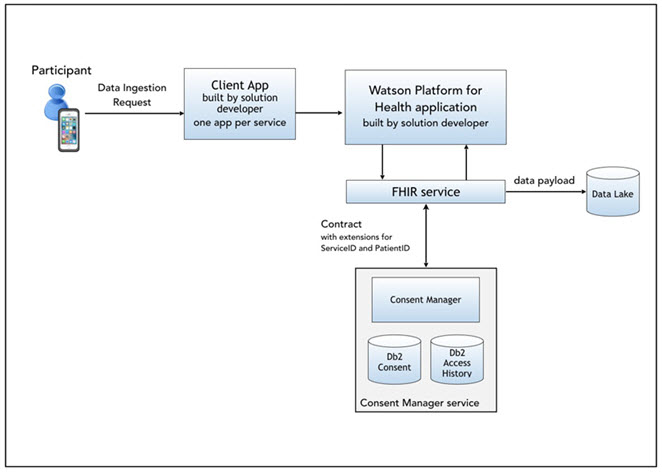 Participant
Data Ingestion
Request
Client App
built by solution
developer
one app per service
Watson Platform for
Health application
built by solution developer
FHIR service
data payload
Data Lake
Contract
with extensions for
ServiceID and PatientID
Consent Manager
Db2
Consent
Db2
Access
History
Consent Manager service